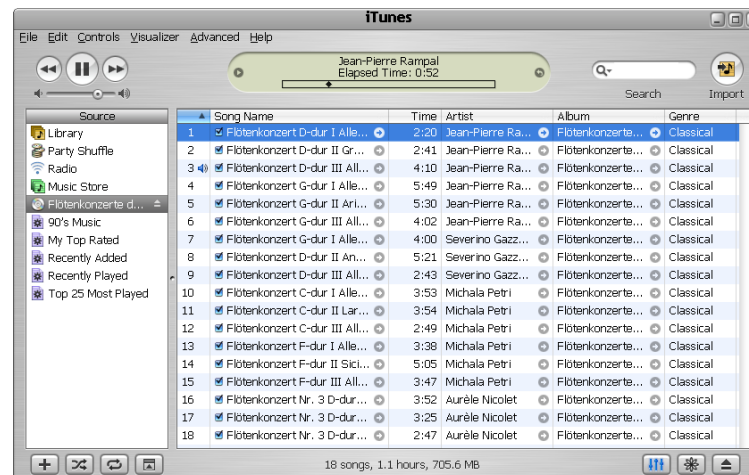 iTunes
File Edit Controls Visualizer Advanced Help
Jean-Pierre Rampal
Elapsed Time: 0:52
Search
Import
Source
Library
Party Shuffle
Radio
Music Store
Flötenkonzerte d...
90's Music
My Top Rated
Recently Added
Recently Played
Top 25 Most Played
Song Name Time Artist Album Genre
1 Flötenkonzert D-dur I Alle... 2:20 Jean-Pierre Ra... Flötenkonzerte... Classical
2 Flötenkonzert D-dur II Gr... 2:41 Jean-Pierre Ra... Flötenkonzerte... Classical
3 Flötenkonzert D-dur III All... 4:10 Jean-Pierre Ra... Flötenkonzerte... Classical
4 Flötenkonzert G-dur I Alle... 5:49 Jean-Pierre Ra... Flötenkonzerte... Classical
5 Flötenkonzert G-dur II Ari... 5:30 Jean-Pierre Ra... Flötenkonzerte... Classical
6 Flötenkonzert G-dur III All... 4:02 Jean-Pierre Ra... Flötenkonzerte... Classical
7 Flötenkonzert G-dur I Alle... 4:00 Severino Gazz... Flötenkonzerte... Classical
8 Flötenkonzert D-dur II An... 5:21 Severino Gazz... Flötenkonzerte... Classical
9 Flötenkonzert D-dur III All... 2:43 Severino Gazz... Flötenkonzerte... Classical
10 Flötenkonzert C-dur I Alle... 3:53 Michala Petri Flötenkonzerte... Classical
11 Flötenkonzert C-dur II Lar... 3:54 Michala Petri Flötenkonzerte... Classical
12 Flötenkonzert C-dur III All... 2:49 Michala Petri Flötenkonzerte... Classical
13 Flötenkonzert F-dur I Alle... 3:38 Michala Petri Flötenkonzerte... Classical
14 Flötenkonzert F-dur II Sici... 5:05 Michala Petri Flötenkonzerte... Classical
15 Flötenkonzert F-dur III All... 3:47 Michala Petri Flötenkonzerte... Classical
16 Flötenkonzert Nr. 3 D-dur... 3:52 Aurèle Nicolet Flötenkonzerte... Classical
17 Flötenkonzert Nr. 3 D-dur... 3:25 Aurèle Nicolet Flötenkonzerte... Classical
18 Flötenkonzert Nr. 3 D-dur... 2:47 Aurèle Nicolet Flötenkonzerte... Classical
18 songs, 1.1 hours, 705.6 MB